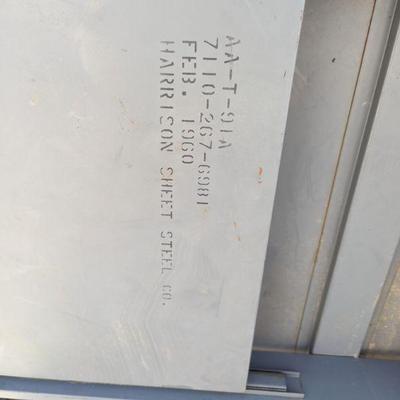 AA-T-91A
7110-267-6981
FEB. 1960
HARRISON SHEET STEEL CO.